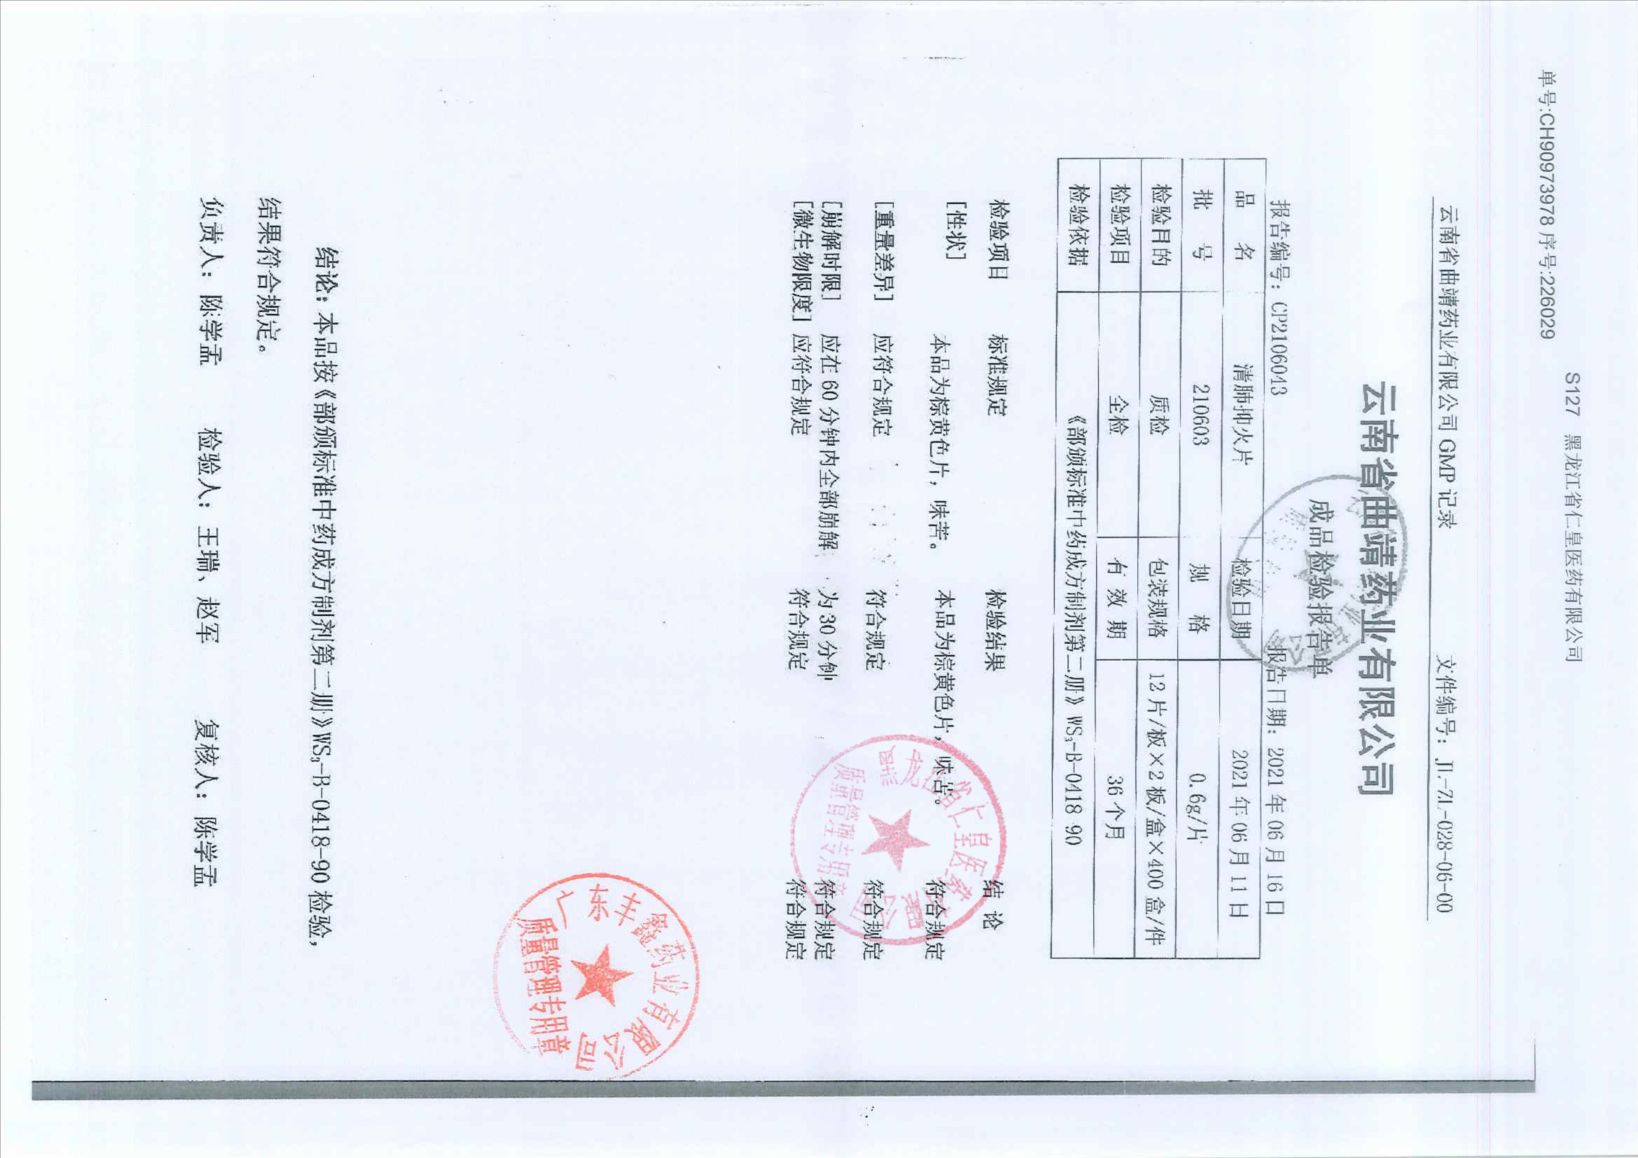 S127 黑龙江省仁皇医药有限公司
单号:CH90973978 序号:226029
云南省曲靖药业有限公司 GMP 记录 文件编号：JL-ZL-028-06-00
云南省曲靖药业有限公司
成品检验报告单
报告编号：CP2106043 报告日期：2021 年 06 月 16 日
品 名 清肺抑火片 检验日期 2021 年 06 月 11 日
批 号 210603 规 格 0.6g/片
检验目的 质检 包装规格 12 片/板×2 板/盒×400 盒/件
检验项目 全检 有 效 期 36 个月
检验依据 《部颁标准中药成方制剂第二册》WS₃-B-0418 90
检验项目 标准规定 检验结果 结 论
[性状] 本品为棕黄色片，味苦。 本品为棕黄色片，味苦。 符合规定
[重量差异] 应符合规定 符合规定 符合规定
[崩解时限] 应在 60 分钟内全部崩解 为 30 分钟 符合规定
[微生物限度] 应符合规定 符合规定 符合规定
黑龙江省仁皇医药有限公司
质量管理专用章
广东丰鑫药业有限公司
质量管理专用章
结论：本品按《部颁标准中药成方制剂第二册》WS₃-B-0418-90 检验，
结果符合规定。
负责人：陈学孟 检验人：王瑞、赵军 复核人：陈学孟